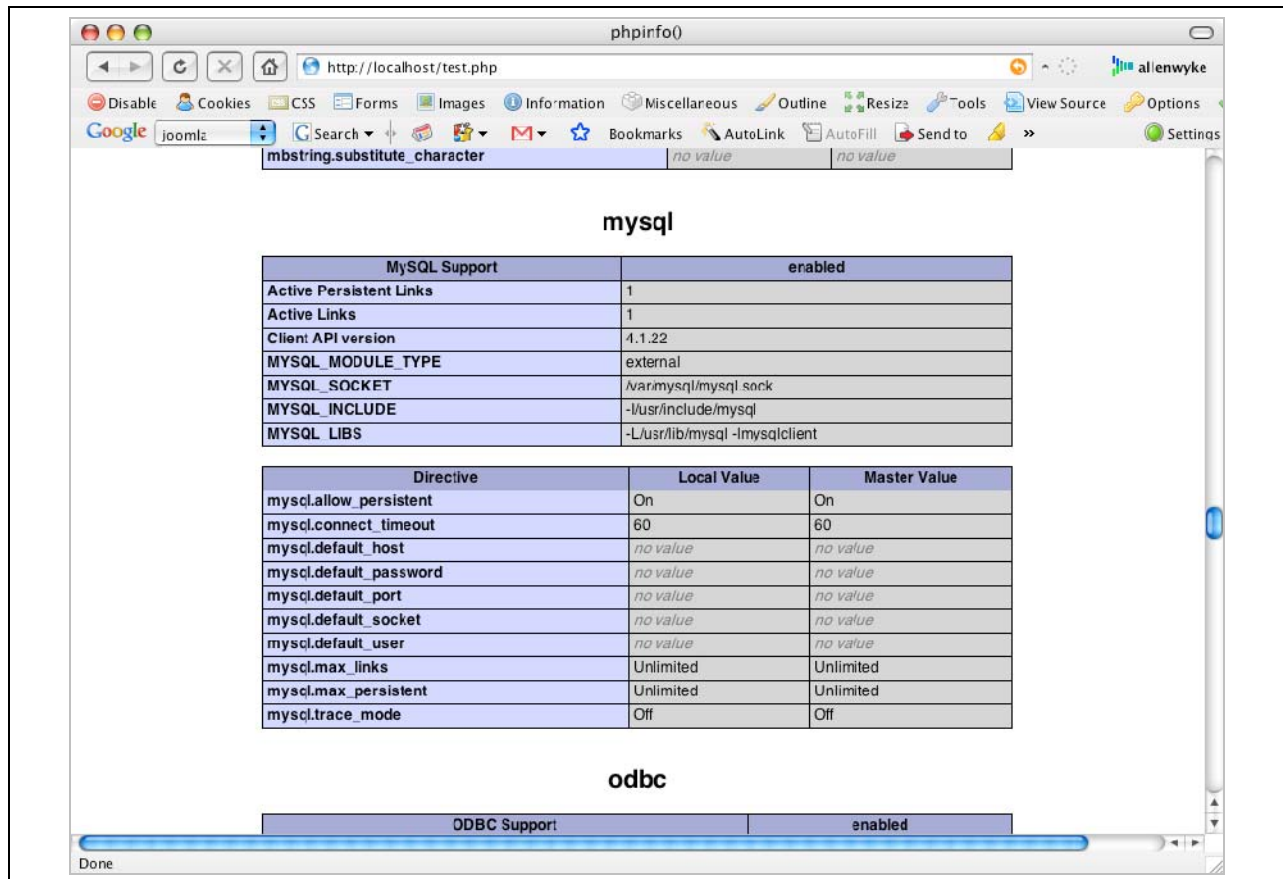 phpinfo()
http://localhost/test.php
allenwyke
Disable Cookies CSS Forms Images Information Miscellaneous Outline Resize Tools View Source Options
Google joomla Search Bookmarks AutoLink AutoFill Send to » Settings
mbstring.substitute_character no value no value
mysql
MySQL Support enabled
Active Persistent Links 1
Active Links 1
Client API version 4.1.22
MYSQL_MODULE_TYPE external
MYSQL_SOCKET /var/mysql/mysql.sock
MYSQL_INCLUDE -I/usr/include/mysql
MYSQL_LIBS -L/usr/lib/mysql -lmysqlclient
Directive Local Value Master Value
mysql.allow_persistent On On
mysql.connect_timeout 60 60
mysql.default_host no value no value
mysql.default_password no value no value
mysql.default_port no value no value
mysql.default_socket no value no value
mysql.default_user no value no value
mysql.max_links Unlimited Unlimited
mysql.max_persistent Unlimited Unlimited
mysql.trace_mode Off Off
odbc
ODBC Support enabled
Done